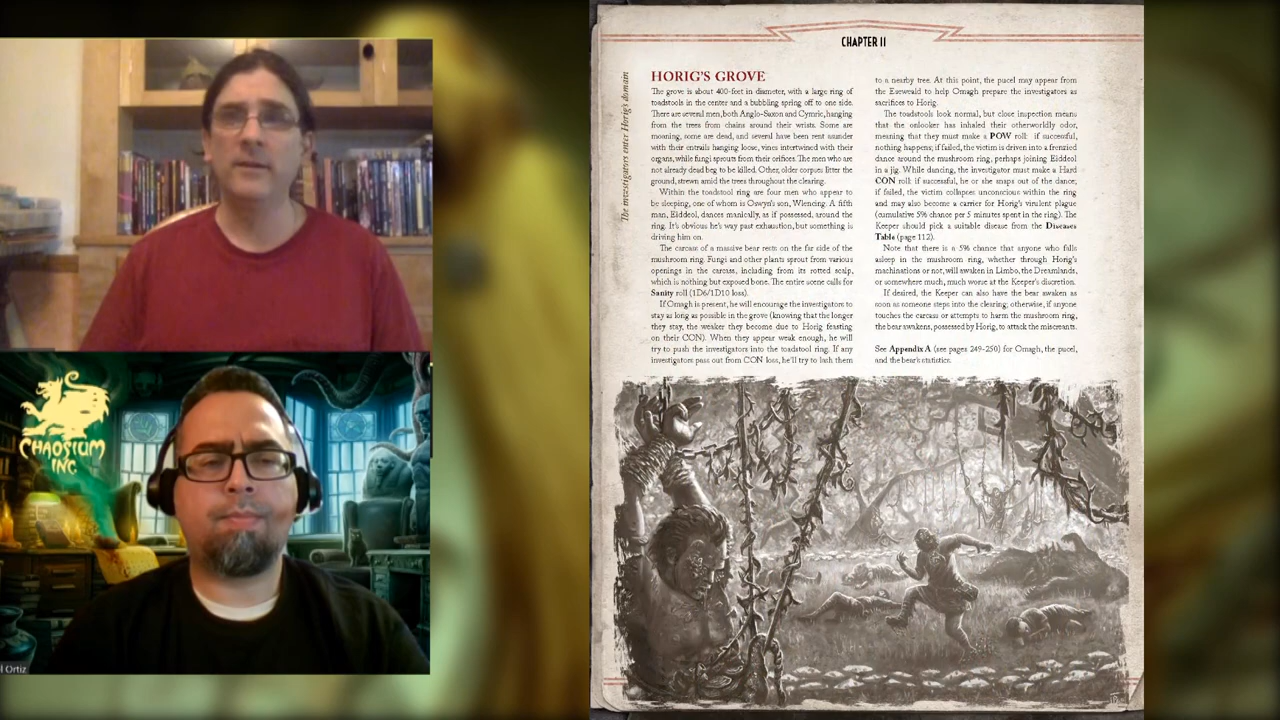 CHAOSIUM
INC.
l Ortiz
CHAPTER 11
The investigators enter Horig's domain
HORIG'S GROVE
The grove is about 400-feet in diameter, with a large ring of
toadstools in the center and a bubbling spring off to one side.
There are several men, both Anglo-Saxon and Cymric, hanging
from the trees from chains around their wrists. Some are
moaning, some are dead, and several have been rent asunder
with their entrails hanging loose, vines intertwined with their
organs, while fungi sprouts from their orifices. The men who are
not already dead beg to be killed. Other, older corpses litter the
ground, strewn amid the trees throughout the clearing.
Within the toadstool ring are four men who appear to
be sleeping, one of whom is Oswyn's son, Wiencing. A fifth
man, Eiddeol, dances manically, as if possessed, around the
ring. It's obvious he's way past exhaustion, but something is
driving him on.
The carcass of a massive bear rests on the far side of the
mushroom ring. Fungi and other plants sprout from various
openings in the carcass, including from its rotted scalp,
which is nothing but exposed bone. The entire scene calls for
Sanity roll (1D6/1D10 loss).
If Omagh is present, he will encourage the investigators to
stay as long as possible in the grove (knowing that the longer
they stay, the weaker they become due to Horig feasting
on their CON). When they appear weak enough, he will
try to push the investigators into the toadstool ring. If any
investigators pass out from CON loss, he'll try to lash them
to a nearby tree. At this point, the pucel may appear from
the Eseweald to help Omagh prepare the investigators as
sacrifices to Horig.
The toadstools look normal, but close inspection means
that the onlooker has inhaled their otherworldly odor,
meaning that they must make a POW roll: if successful,
nothing happens; if failed, the victim is driven into a frenzied
dance around the mushroom ring, perhaps joining Eiddeol
in a jig. While dancing, the investigator must make a Hard
CON roll: if successful, he or she snaps out of the dance;
if failed, the victim collapses unconscious within the ring
and may also become a carrier for Horig's virulent plague
(cumulative 5% chance per 5 minutes spent in the ring). The
Keeper should pick a suitable disease from the Diseases
Table (page 112).
Note that there is a 5% chance that anyone who falls
asleep in the mushroom ring, whether through Horig's
machinations or not, will awaken in Limbo, the Dreamlands,
or somewhere much, much worse at the Keeper's discretion.
If desired, the Keeper can also have the bear awaken as
soon as someone steps into the clearing; otherwise, if anyone
touches the carcass or attempts to harm the mushroom ring,
the bear awakens, possessed by Horig, to attack the miscreants.
See Appendix A (see pages 249-250) for Omagh, the pucel,
and the bear's statistics.